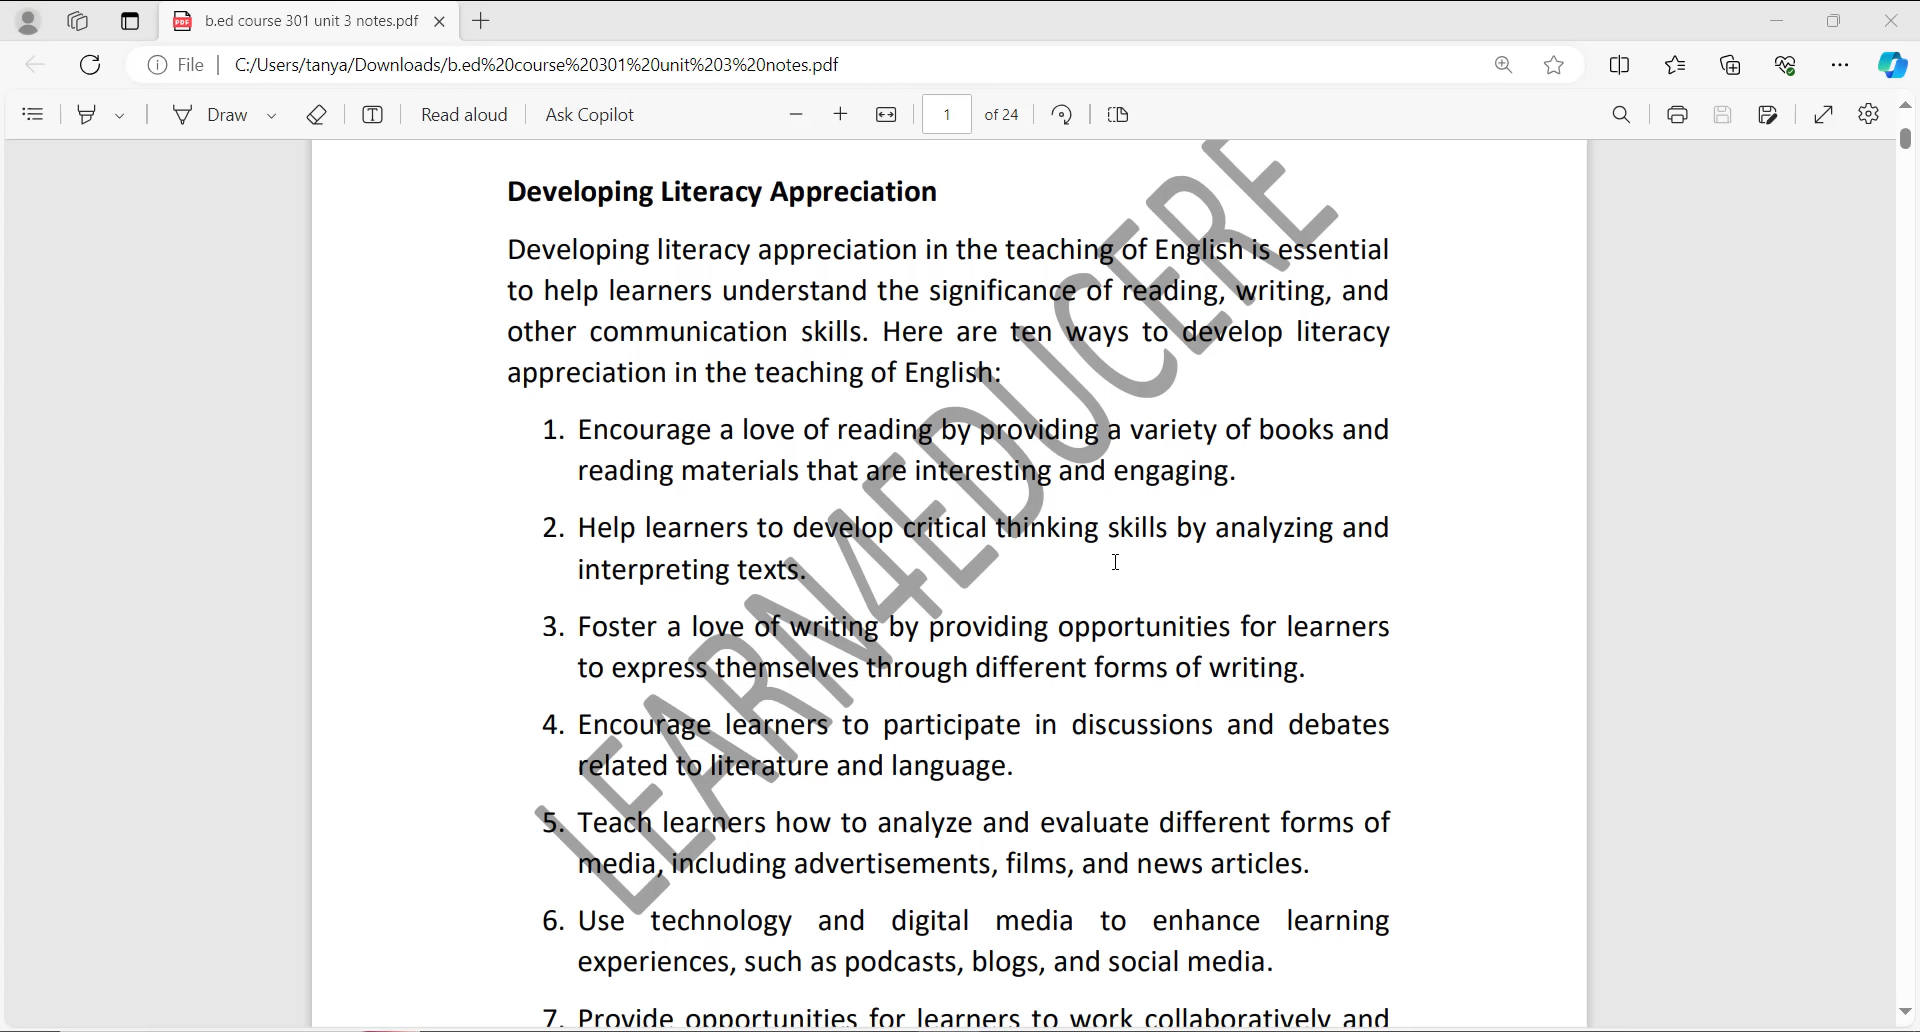 b.ed course 301 unit 3 notes.pdf
File C:/Users/tanya/Downloads/b.ed%20course%20301%20unit%203%20notes.pdf
Draw Read aloud Ask Copilot 1 of 24
Developing Literacy Appreciation
Developing literacy appreciation in the teaching of English is essential
to help learners understand the significance of reading, writing, and
other communication skills. Here are ten ways to develop literacy
appreciation in the teaching of English:
1. Encourage a love of reading by providing a variety of books and
reading materials that are interesting and engaging.
2. Help learners to develop critical thinking skills by analyzing and
interpreting texts.
3. Foster a love of writing by providing opportunities for learners
to express themselves through different forms of writing.
4. Encourage learners to participate in discussions and debates
related to literature and language.
5. Teach learners how to analyze and evaluate different forms of
media, including advertisements, films, and news articles.
6. Use technology and digital media to enhance learning
experiences, such as podcasts, blogs, and social media.
7. Provide opportunities for learners to work collaboratively and
LEARN4EDUCERE